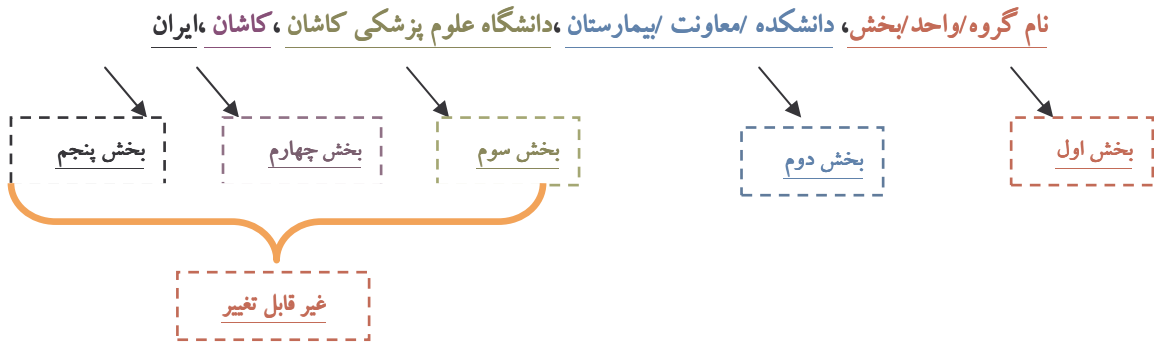 نام گروه/واحد/بخش، دانشکده /معاونت /بیمارستان،دانشگاه علوم پزشکی کاشان ،کاشان ،ایران
بخش اول
بخش دوم
بخش سوم
بخش چهارم
بخش پنجم
غیر قابل تغییر